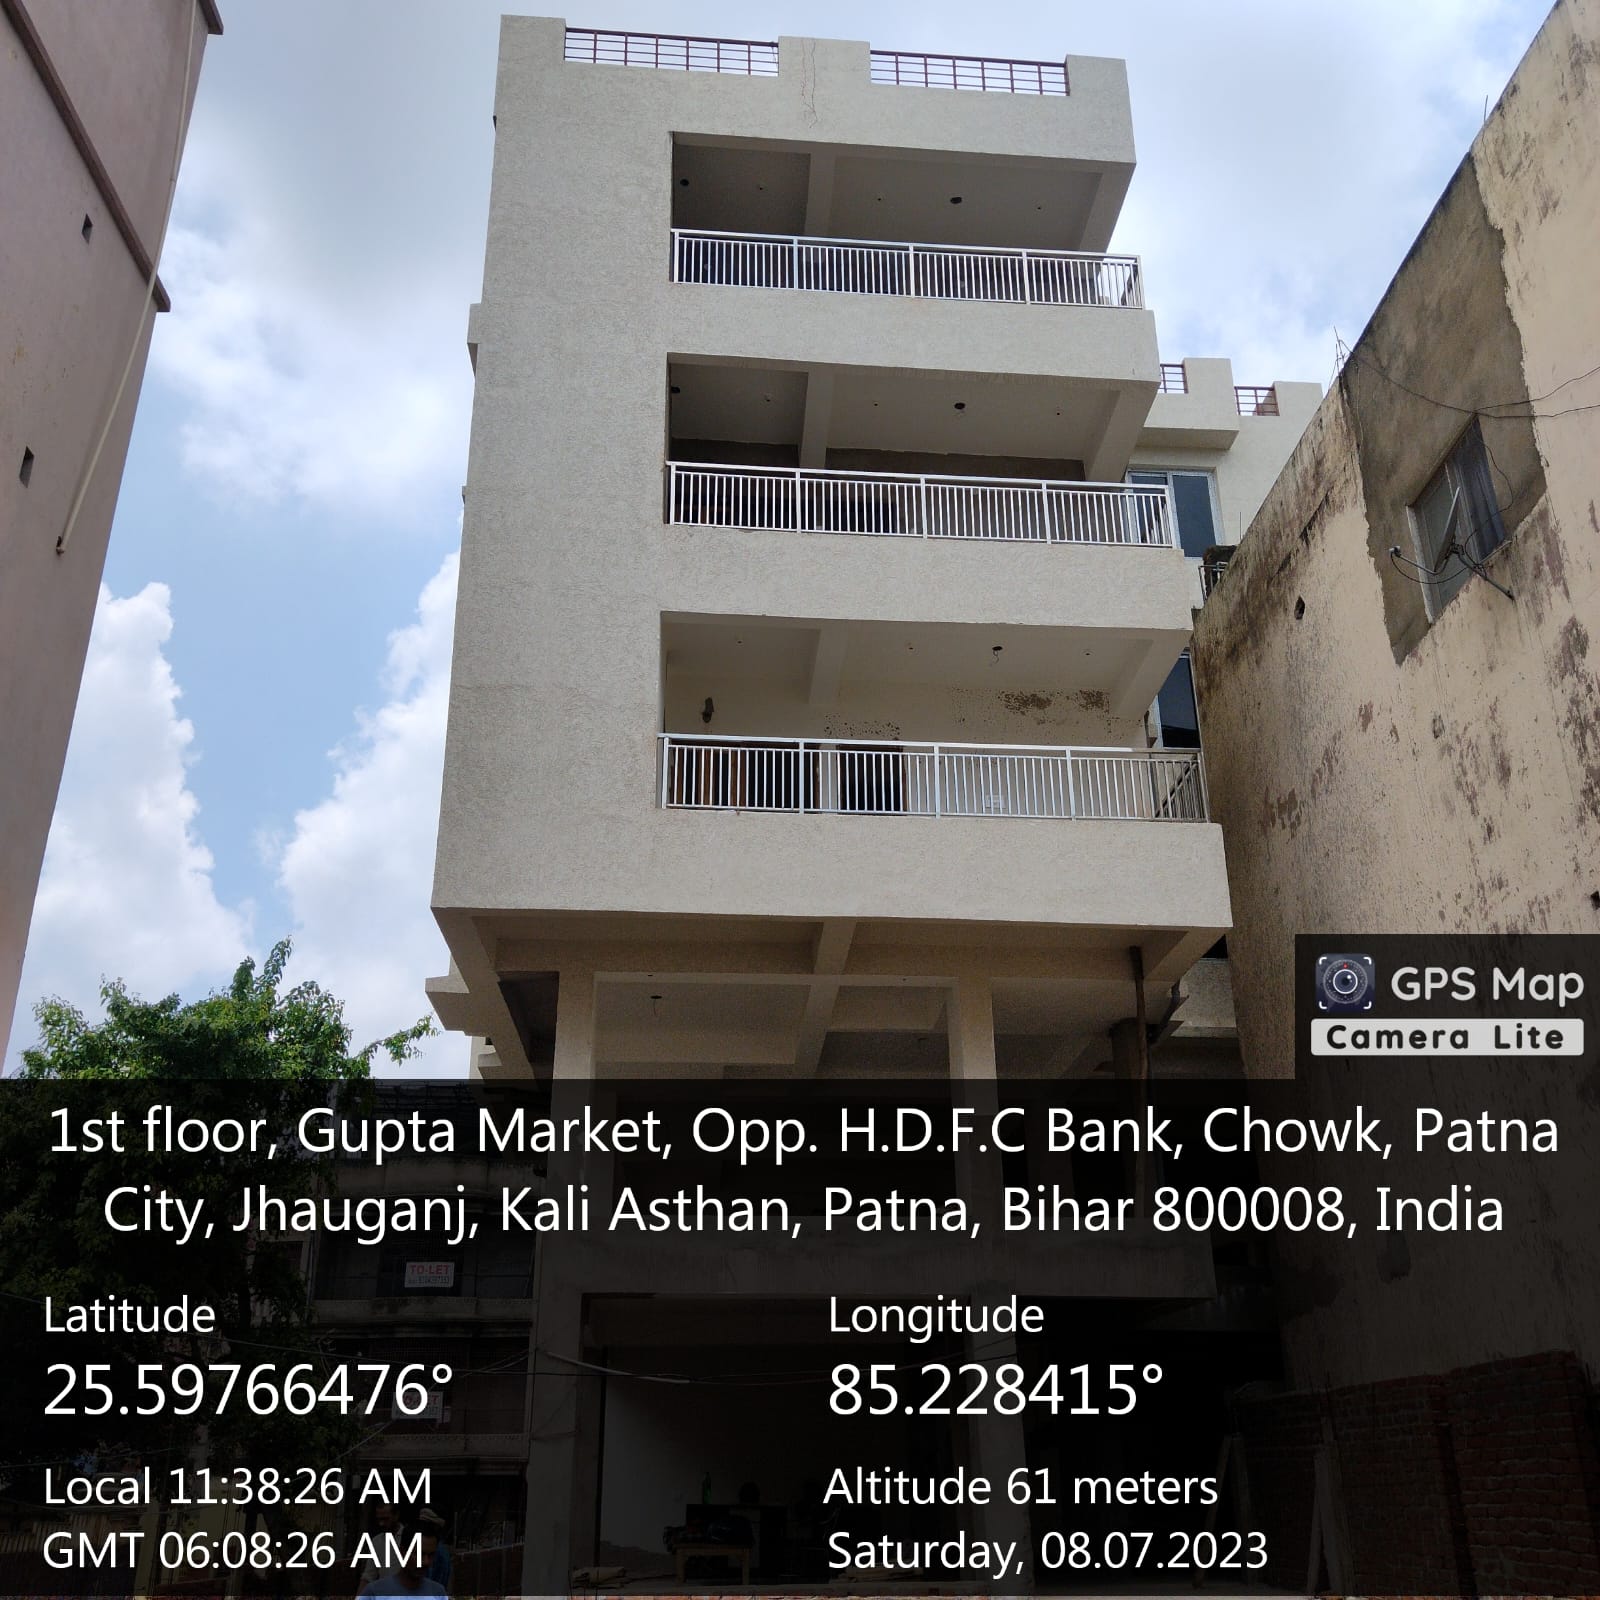 GPS Map
Camera Lite
1st floor, Gupta Market, Opp. H.D.F.C Bank, Chowk, Patna
City, Jhauganj, Kali Asthan, Patna, Bihar 800008, India
TO-LET
Latitude
Longitude
25.59766476°
85.228415°
Local 11:38:26 AM
Altitude 61 meters
GMT 06:08:26 AM
Saturday, 08.07.2023